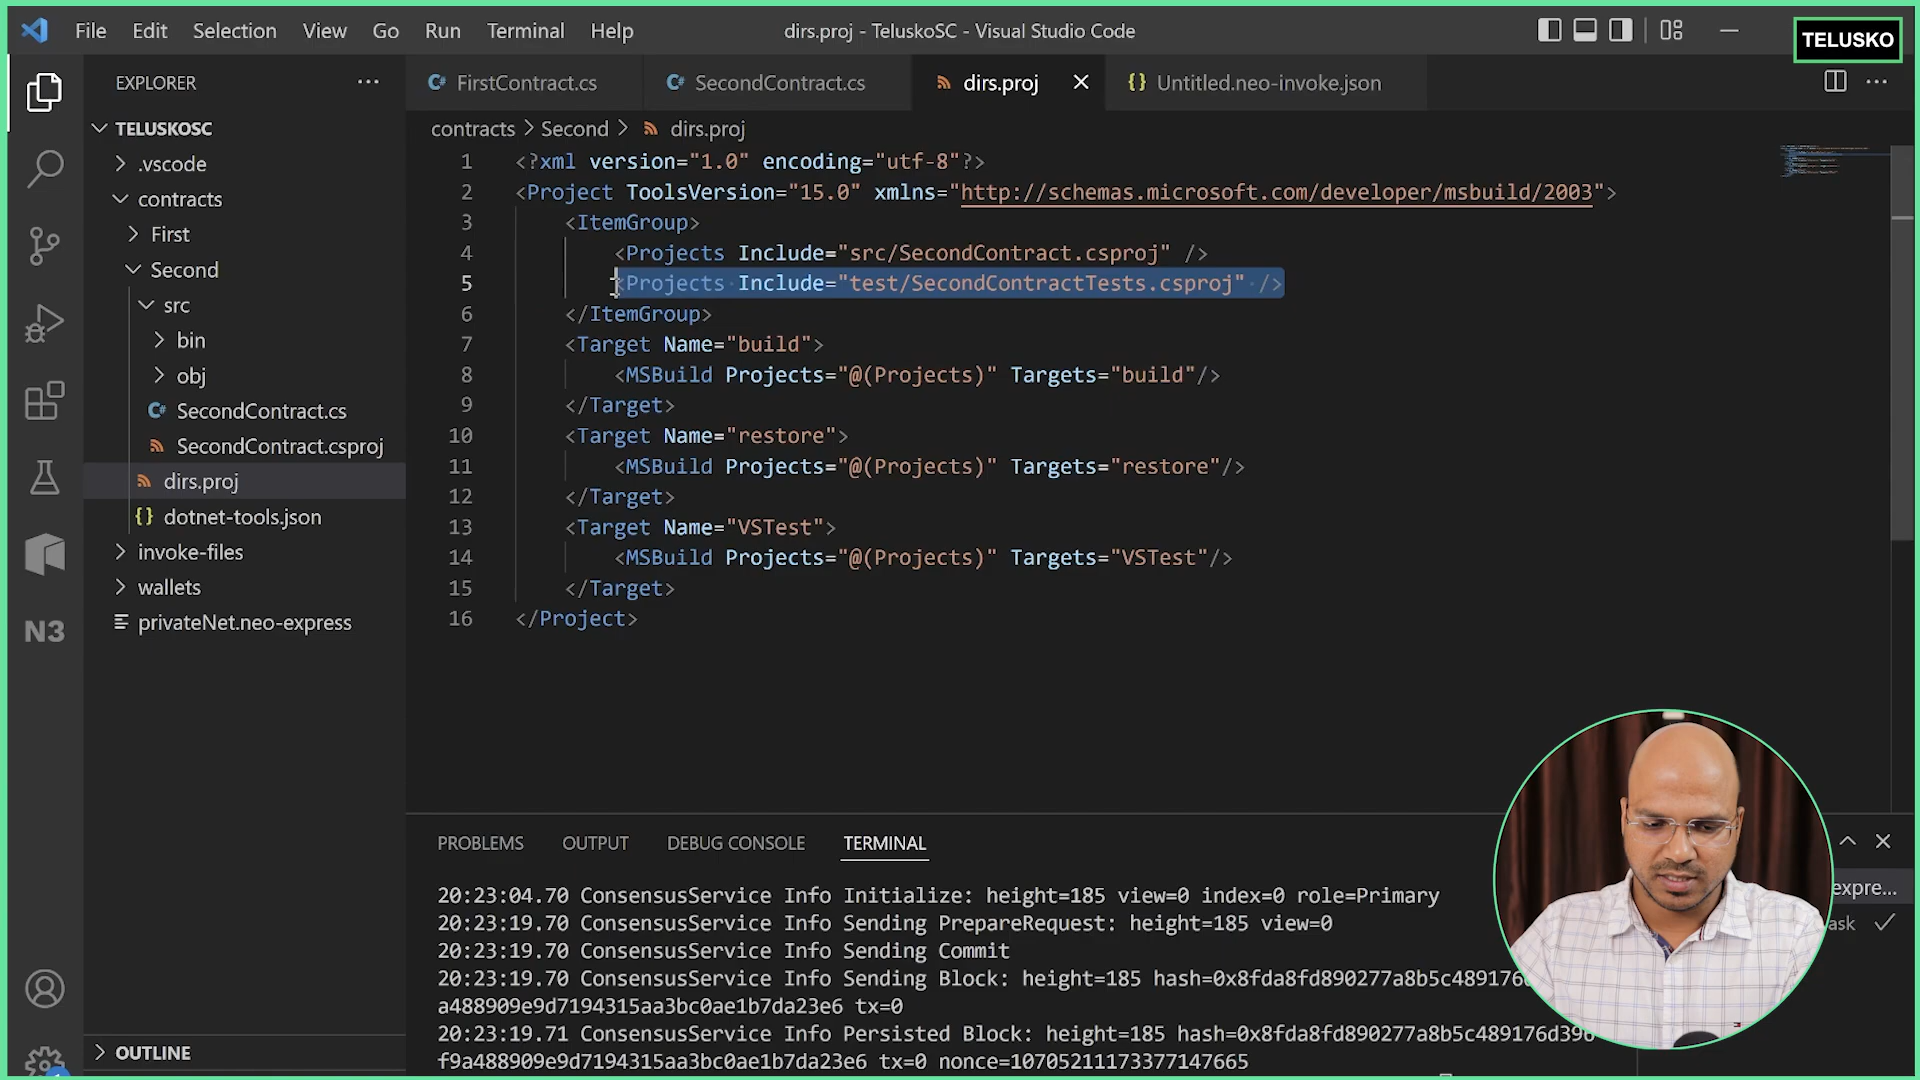 File Edit Selection View Go Run Terminal Help
dirs.proj - TeluskoSC - Visual Studio Code
TELUSKO
EXPLORER
TELUSKOSC
.vscode
contracts
First
Second
src
bin
obj
SecondContract.cs
SecondContract.csproj
dirs.proj
{} dotnet-tools.json
invoke-files
wallets
privateNet.neo-express
N3
OUTLINE
FirstContract.cs SecondContract.cs dirs.proj {} Untitled.neo-invoke.json
contracts > Second > dirs.proj
1 <?xml version="1.0" encoding="utf-8"?>
2 <Project ToolsVersion="15.0" xmlns="http://schemas.microsoft.com/developer/msbuild/2003">
3 <ItemGroup>
4 <Projects Include="src/SecondContract.csproj" />
5 <Projects Include="test/SecondContractTests.csproj" />
6 </ItemGroup>
7 <Target Name="build">
8 <MSBuild Projects="@(Projects)" Targets="build"/>
9 </Target>
10 <Target Name="restore">
11 <MSBuild Projects="@(Projects)" Targets="restore"/>
12 </Target>
13 <Target Name="VSTest">
14 <MSBuild Projects="@(Projects)" Targets="VSTest"/>
15 </Target>
16 </Project>
PROBLEMS OUTPUT DEBUG CONSOLE TERMINAL
20:23:04.70 ConsensusService Info Initialize: height=185 view=0 index=0 role=Primary
20:23:19.70 ConsensusService Info Sending PrepareRequest: height=185 view=0
20:23:19.70 ConsensusService Info Sending Commit
20:23:19.70 ConsensusService Info Sending Block: height=185 hash=0x8fda8fd890277a8b5c489176
a488909e9d7194315aa3bc0ae1b7da23e6 tx=0
20:23:19.71 ConsensusService Info Persisted Block: height=185 hash=0x8fda8fd890277a8b5c489176d396
f9a488909e9d7194315aa3bc0ae1b7da23e6 tx=0 nonce=10705211173377147665
expre...
ask